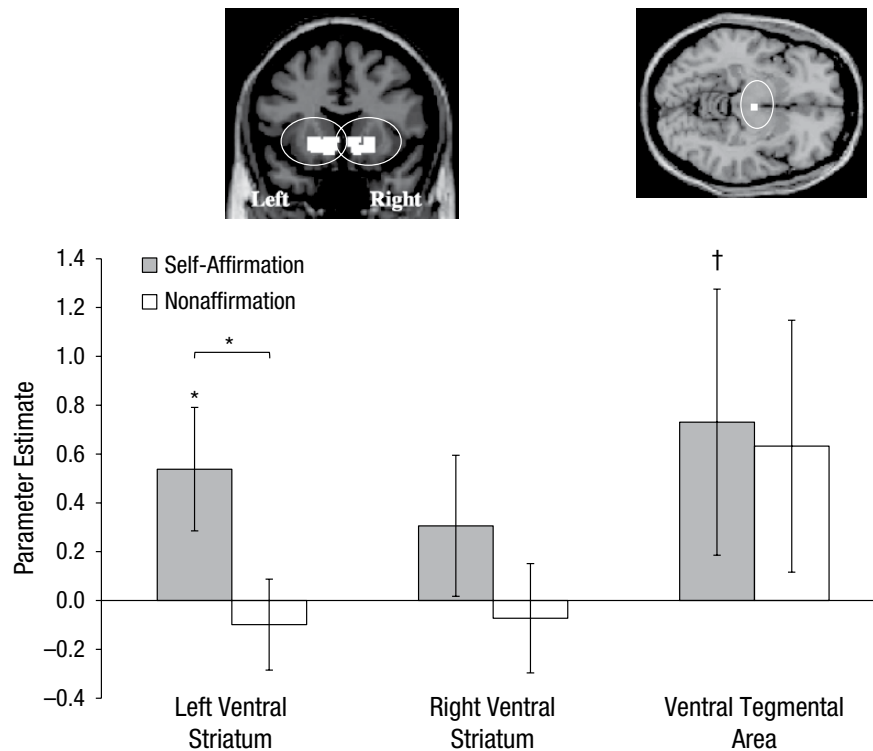 Left Right
1.4
1.2
1.0
0.8
0.6
0.4
0.2
0.0
–0.2
–0.4
Parameter Estimate
Self-Affirmation
Nonaffirmation
*
*
†
Left Ventral
Striatum
Right Ventral
Striatum
Ventral Tegmental
Area